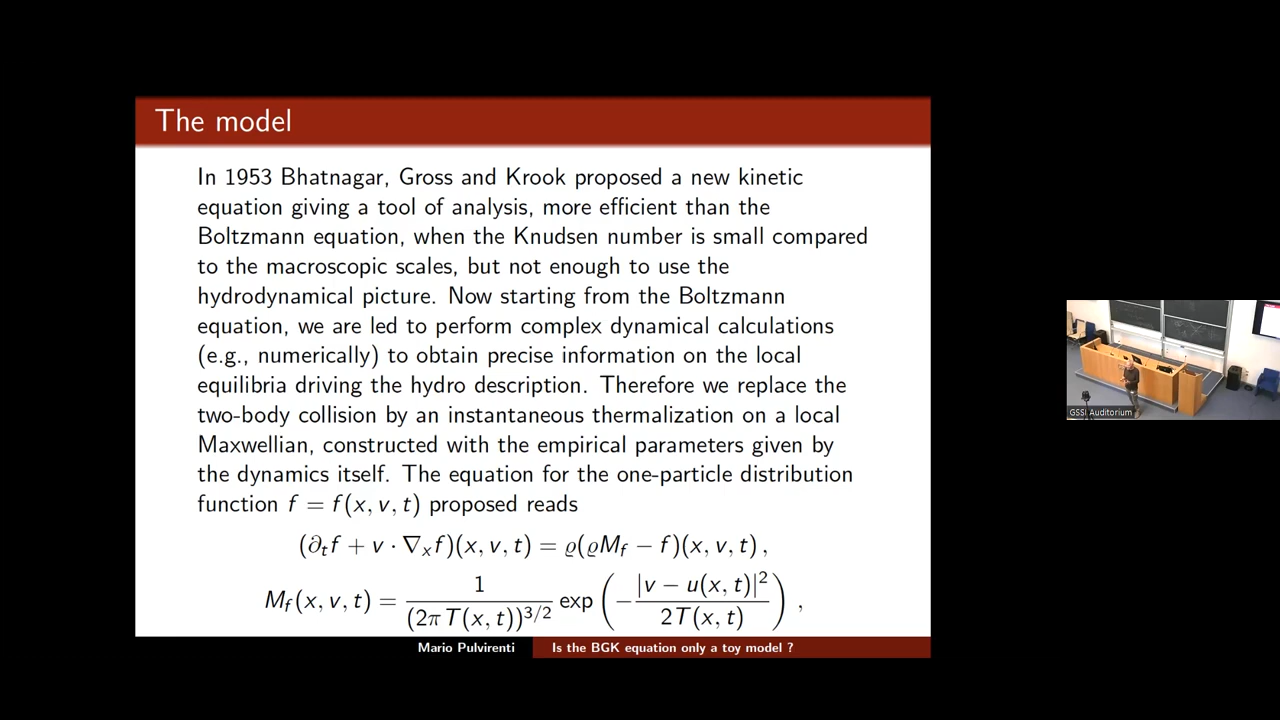 The model
In 1953 Bhatnagar, Gross and Krook proposed a new kinetic
equation giving a tool of analysis, more efficient than the
Boltzmann equation, when the Knudsen number is small compared
to the macroscopic scales, but not enough to use the
hydrodynamical picture. Now starting from the Boltzmann
equation, we are led to perform complex dynamical calculations
(e.g., numerically) to obtain precise information on the local
equilibria driving the hydro description. Therefore we replace the
two-body collision by an instantaneous thermalization on a local
Maxwellian, constructed with the empirical parameters given by
the dynamics itself. The equation for the one-particle distribution
function f = f(x, v, t) proposed reads
(∂ₜf + v · ∇ₓf)(x, v, t) = ϱ(ϱM_f − f)(x, v, t) ,
M_f(x, v, t) = 1/(2πT(x, t))^{3/2} exp (−|v − u(x, t)|²/2T(x, t)) ,
Mario Pulvirenti Is the BGK equation only a toy model ?
GSSI Auditorium